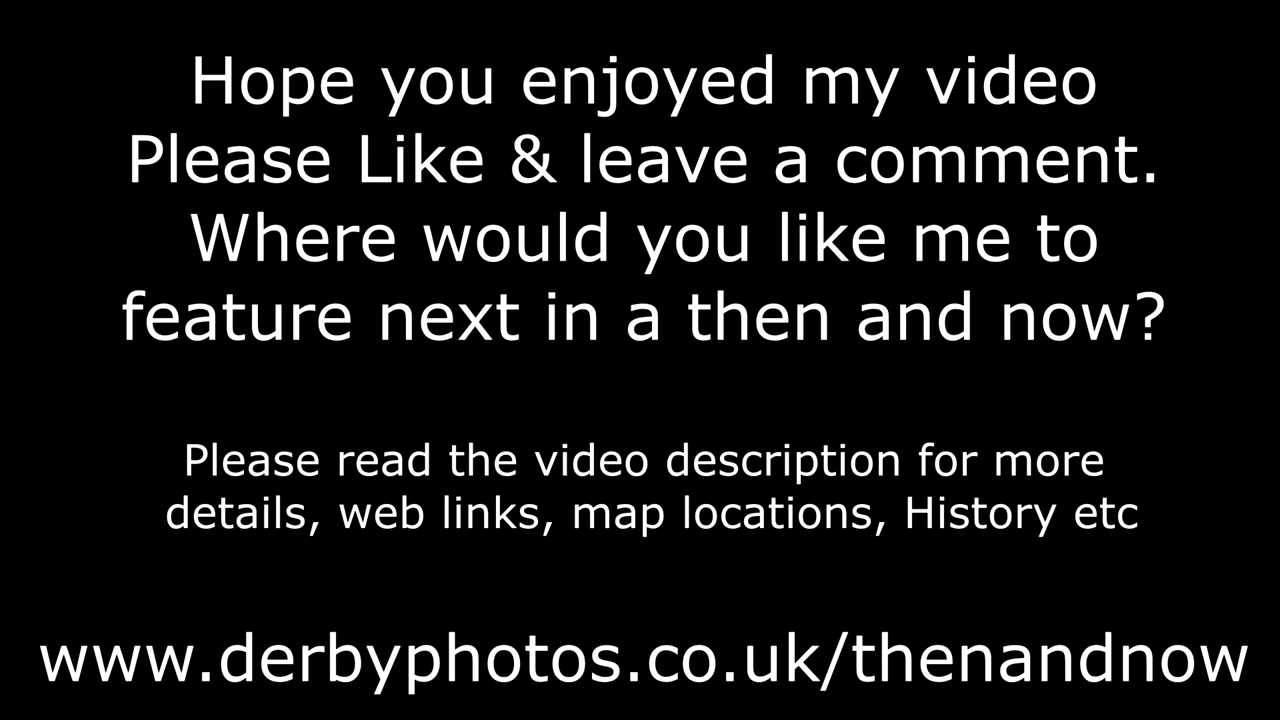 Hope you enjoyed my video
Please Like & leave a comment.
Where would you like me to
feature next in a then and now?
Please read the video description for more
details, web links, map locations, History etc
www.derbyphotos.co.uk/thenandnow